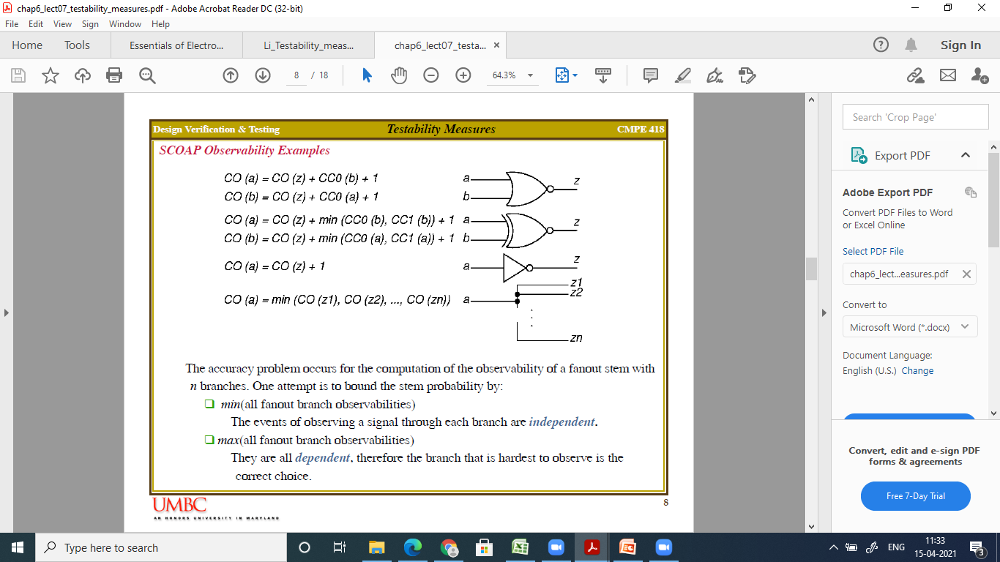 chap6_lect07_testability_measures.pdf - Adobe Acrobat Reader DC (32-bit)
File Edit View Sign Window Help
Home Tools Essentials of Electro... Li_Testability_meas... chap6_lect07_testa... Sign In
8 / 18 64.3%
Design Verification & Testing Testability Measures CMPE 418
SCOAP Observability Examples
CO (a) = CO (z) + CC0 (b) + 1 a z
CO (b) = CO (z) + CC0 (a) + 1 b
CO (a) = CO (z) + min (CC0 (b), CC1 (b)) + 1 a z
CO (b) = CO (z) + min (CC0 (a), CC1 (a)) + 1 b
CO (a) = CO (z) + 1 a z
z1
z2
CO (a) = min (CO (z1), CO (z2), ..., CO (zn)) a
zn
The accuracy problem occurs for the computation of the observability of a fanout stem with
n branches. One attempt is to bound the stem probability by:
❏ min(all fanout branch observabilities)
The events of observing a signal through each branch are independent.
❏ max(all fanout branch observabilities)
They are all dependent, therefore the branch that is hardest to observe is the
correct choice.
UMBC
AN HONORS UNIVERSITY IN MARYLAND
8
Search 'Crop Page'
Export PDF
Adobe Export PDF
Convert PDF Files to Word
or Excel Online
Select PDF File
chap6_lect...easures.pdf
Convert to
Microsoft Word (*.docx)
Document Language:
English (U.S.) Change
Convert, edit and e-sign PDF
forms & agreements
Free 7-Day Trial
Type here to search
ENG
11:33
15-04-2021
3